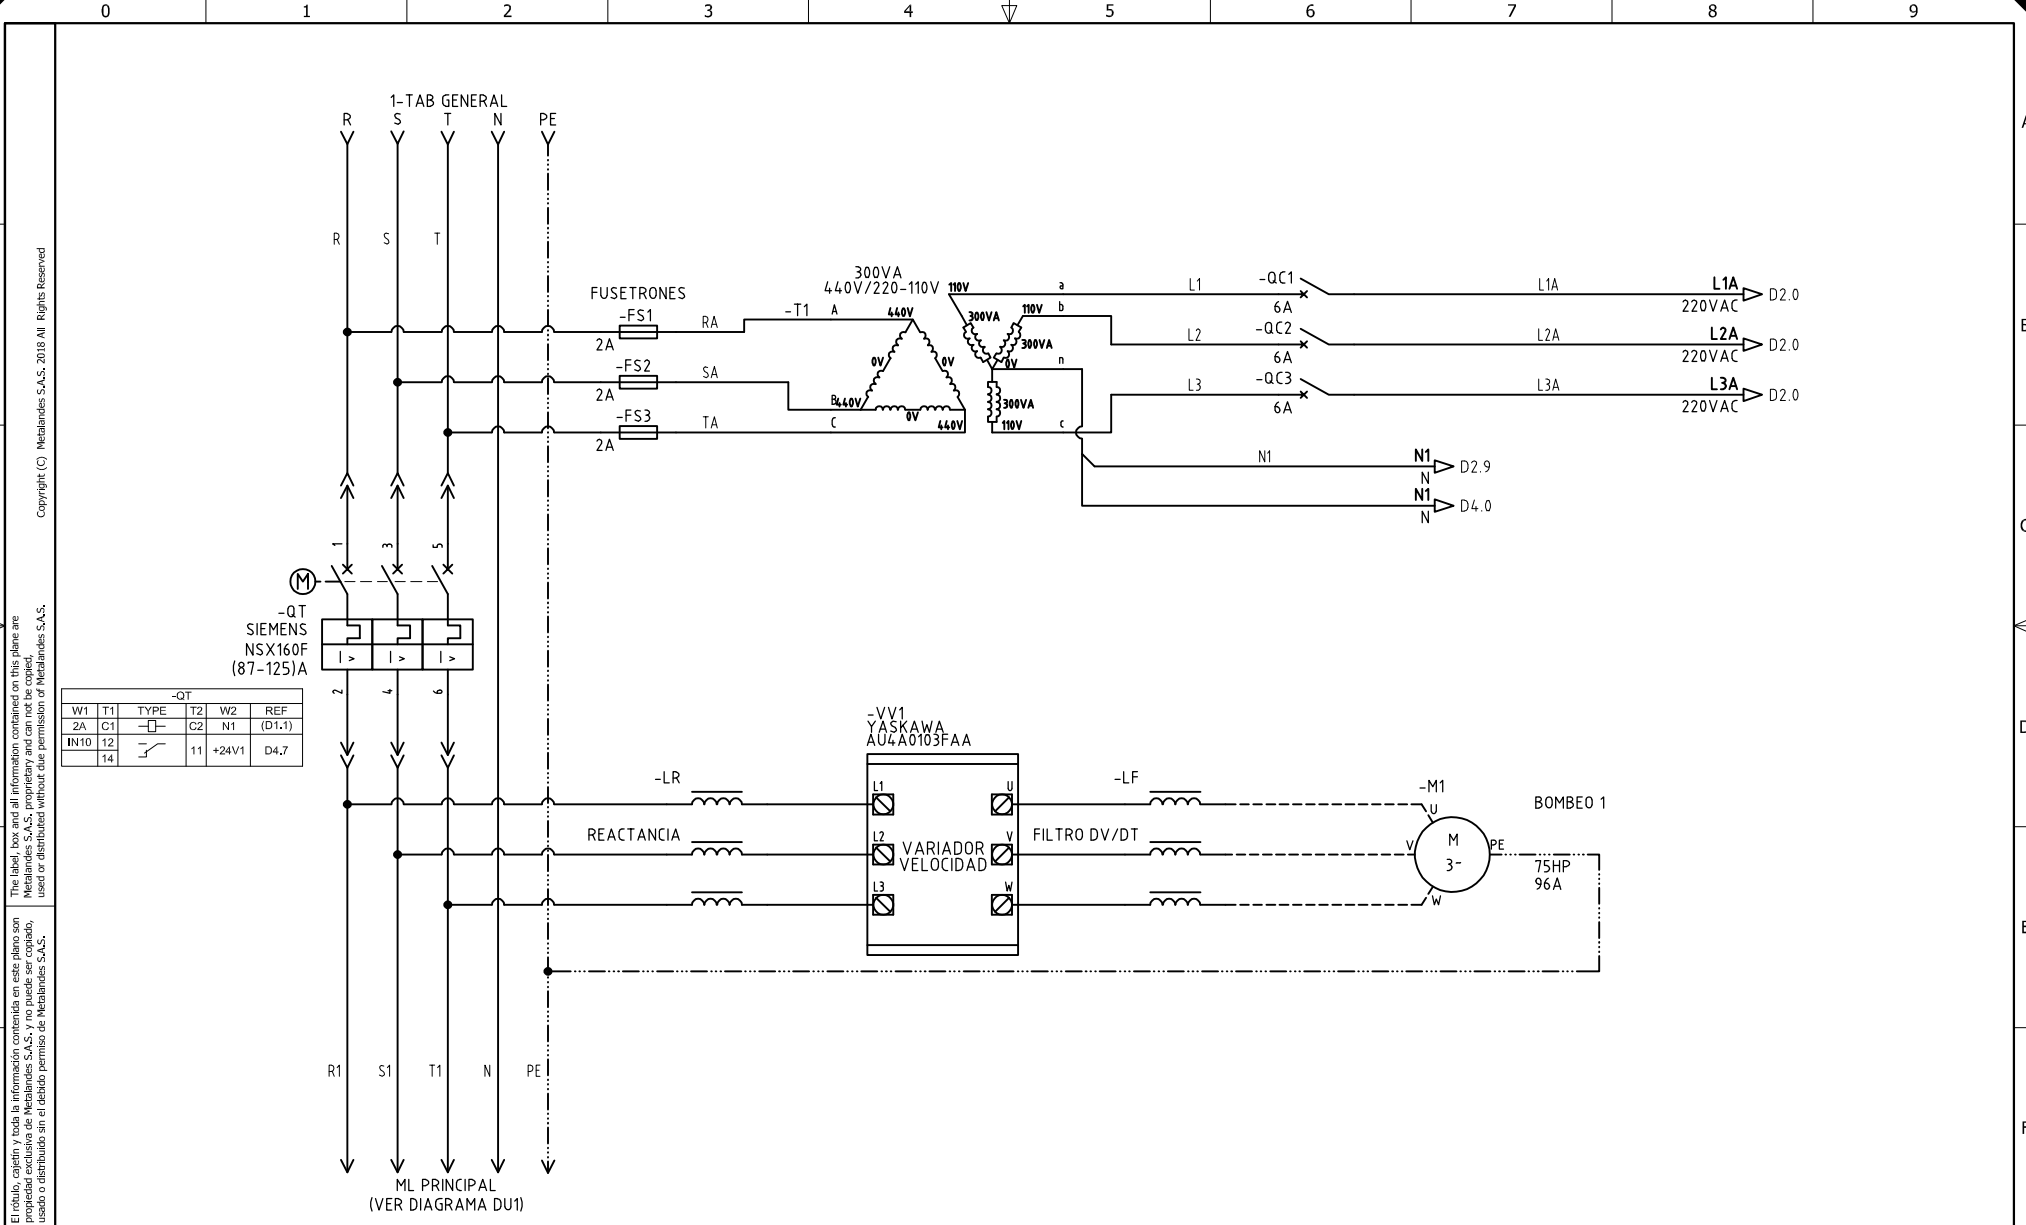 0 1 2 3 4 5 6 7 8 9
1-TAB GENERAL
R S T N PE
R S T
FUSETRONES
-FS1
2A
RA
-FS2
2A
SA
-FS3
2A
TA
300VA
440V/220-110V
-T1
A
B
C
440V
0V
0V
440V
0V
440V
110V
300VA
110V
300VA
0V
300VA
110V
a
b
n
c
L1
-QC1
6A
L1A
L1A
220VAC
D2.0
L2
-QC2
6A
L2A
L2A
220VAC
D2.0
L3
-QC3
6A
L3A
L3A
220VAC
D2.0
N1
N1
N
D2.9
N1
N
D4.0
1 3 5
M
-QT
SIEMENS
NSX160F
(87-125)A
I > I > I >
2 4 6
-QT
W1 T1 TYPE T2 W2 REF
2A C1 C2 N1 (D1.1)
IN10 12 11 +24V1 D4.7
14
-VV1
YASKAWA
AU4A0103FAA
-LR
REACTANCIA
L1 U
L2 V
L3 W
VARIADOR
VELOCIDAD
-LF
FILTRO DV/DT
-M1
U
V
W
PE
M
3~
BOMBEO 1
75HP
96A
R1 S1 T1 N PE
ML PRINCIPAL
(VER DIAGRAMA DU1)
Copyright (C) Metalandes S.A.S. 2018 All Rights Reserved
The label, box and all information contained on this plane are
Metalandes S.A.S. proprietary and can not be copied,
used or distributed without due permission of Metalandes S.A.S.
El rótulo, cajetín y toda la información contenida en este plano son
propiedad exclusiva de Metalandes S.A.S. y no puede ser copiado,
usado o distribuido sin el debido permiso de Metalandes S.A.S.